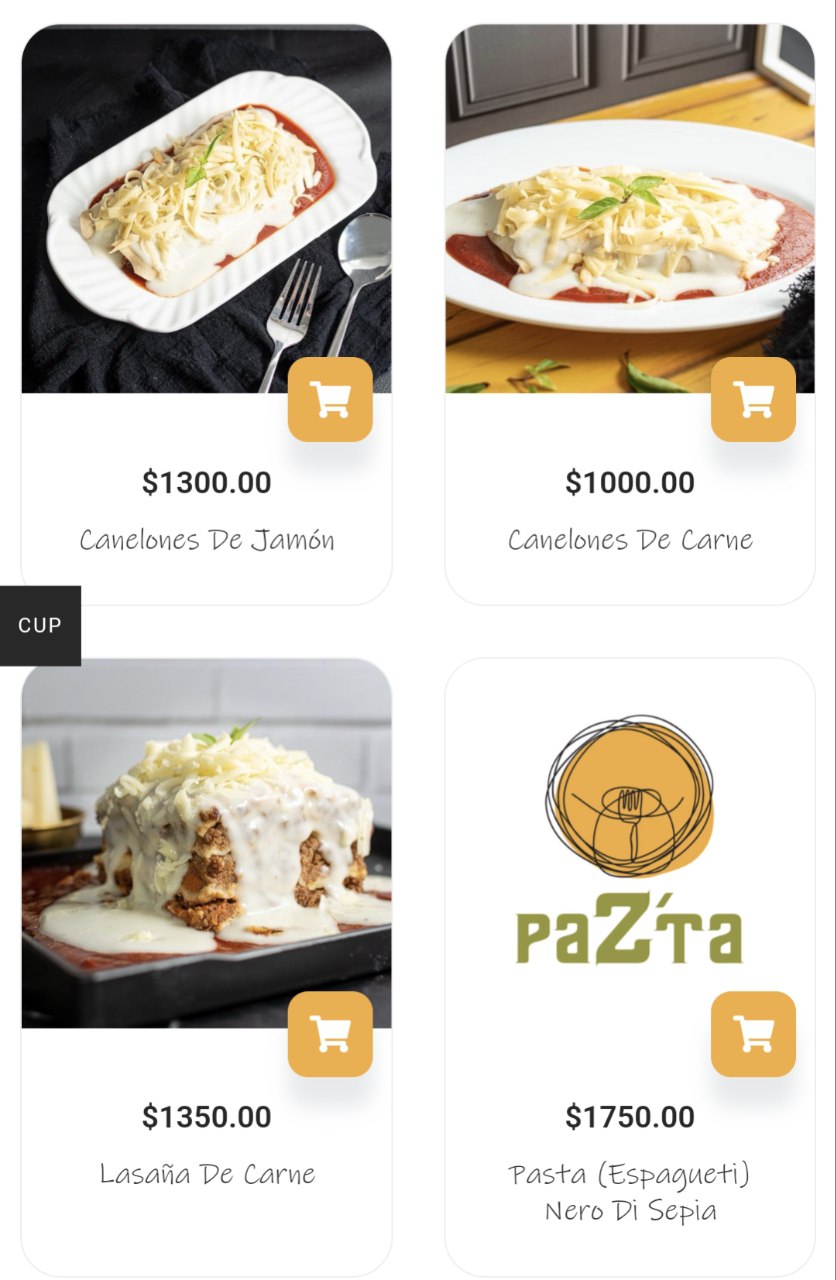 $1300.00
Canelones De Jamón
$1000.00
Canelones De Carne
CUP
$1350.00
Lasaña De Carne
paZ´ta
$1750.00
Pasta (Espagueti)
Nero Di Sepia